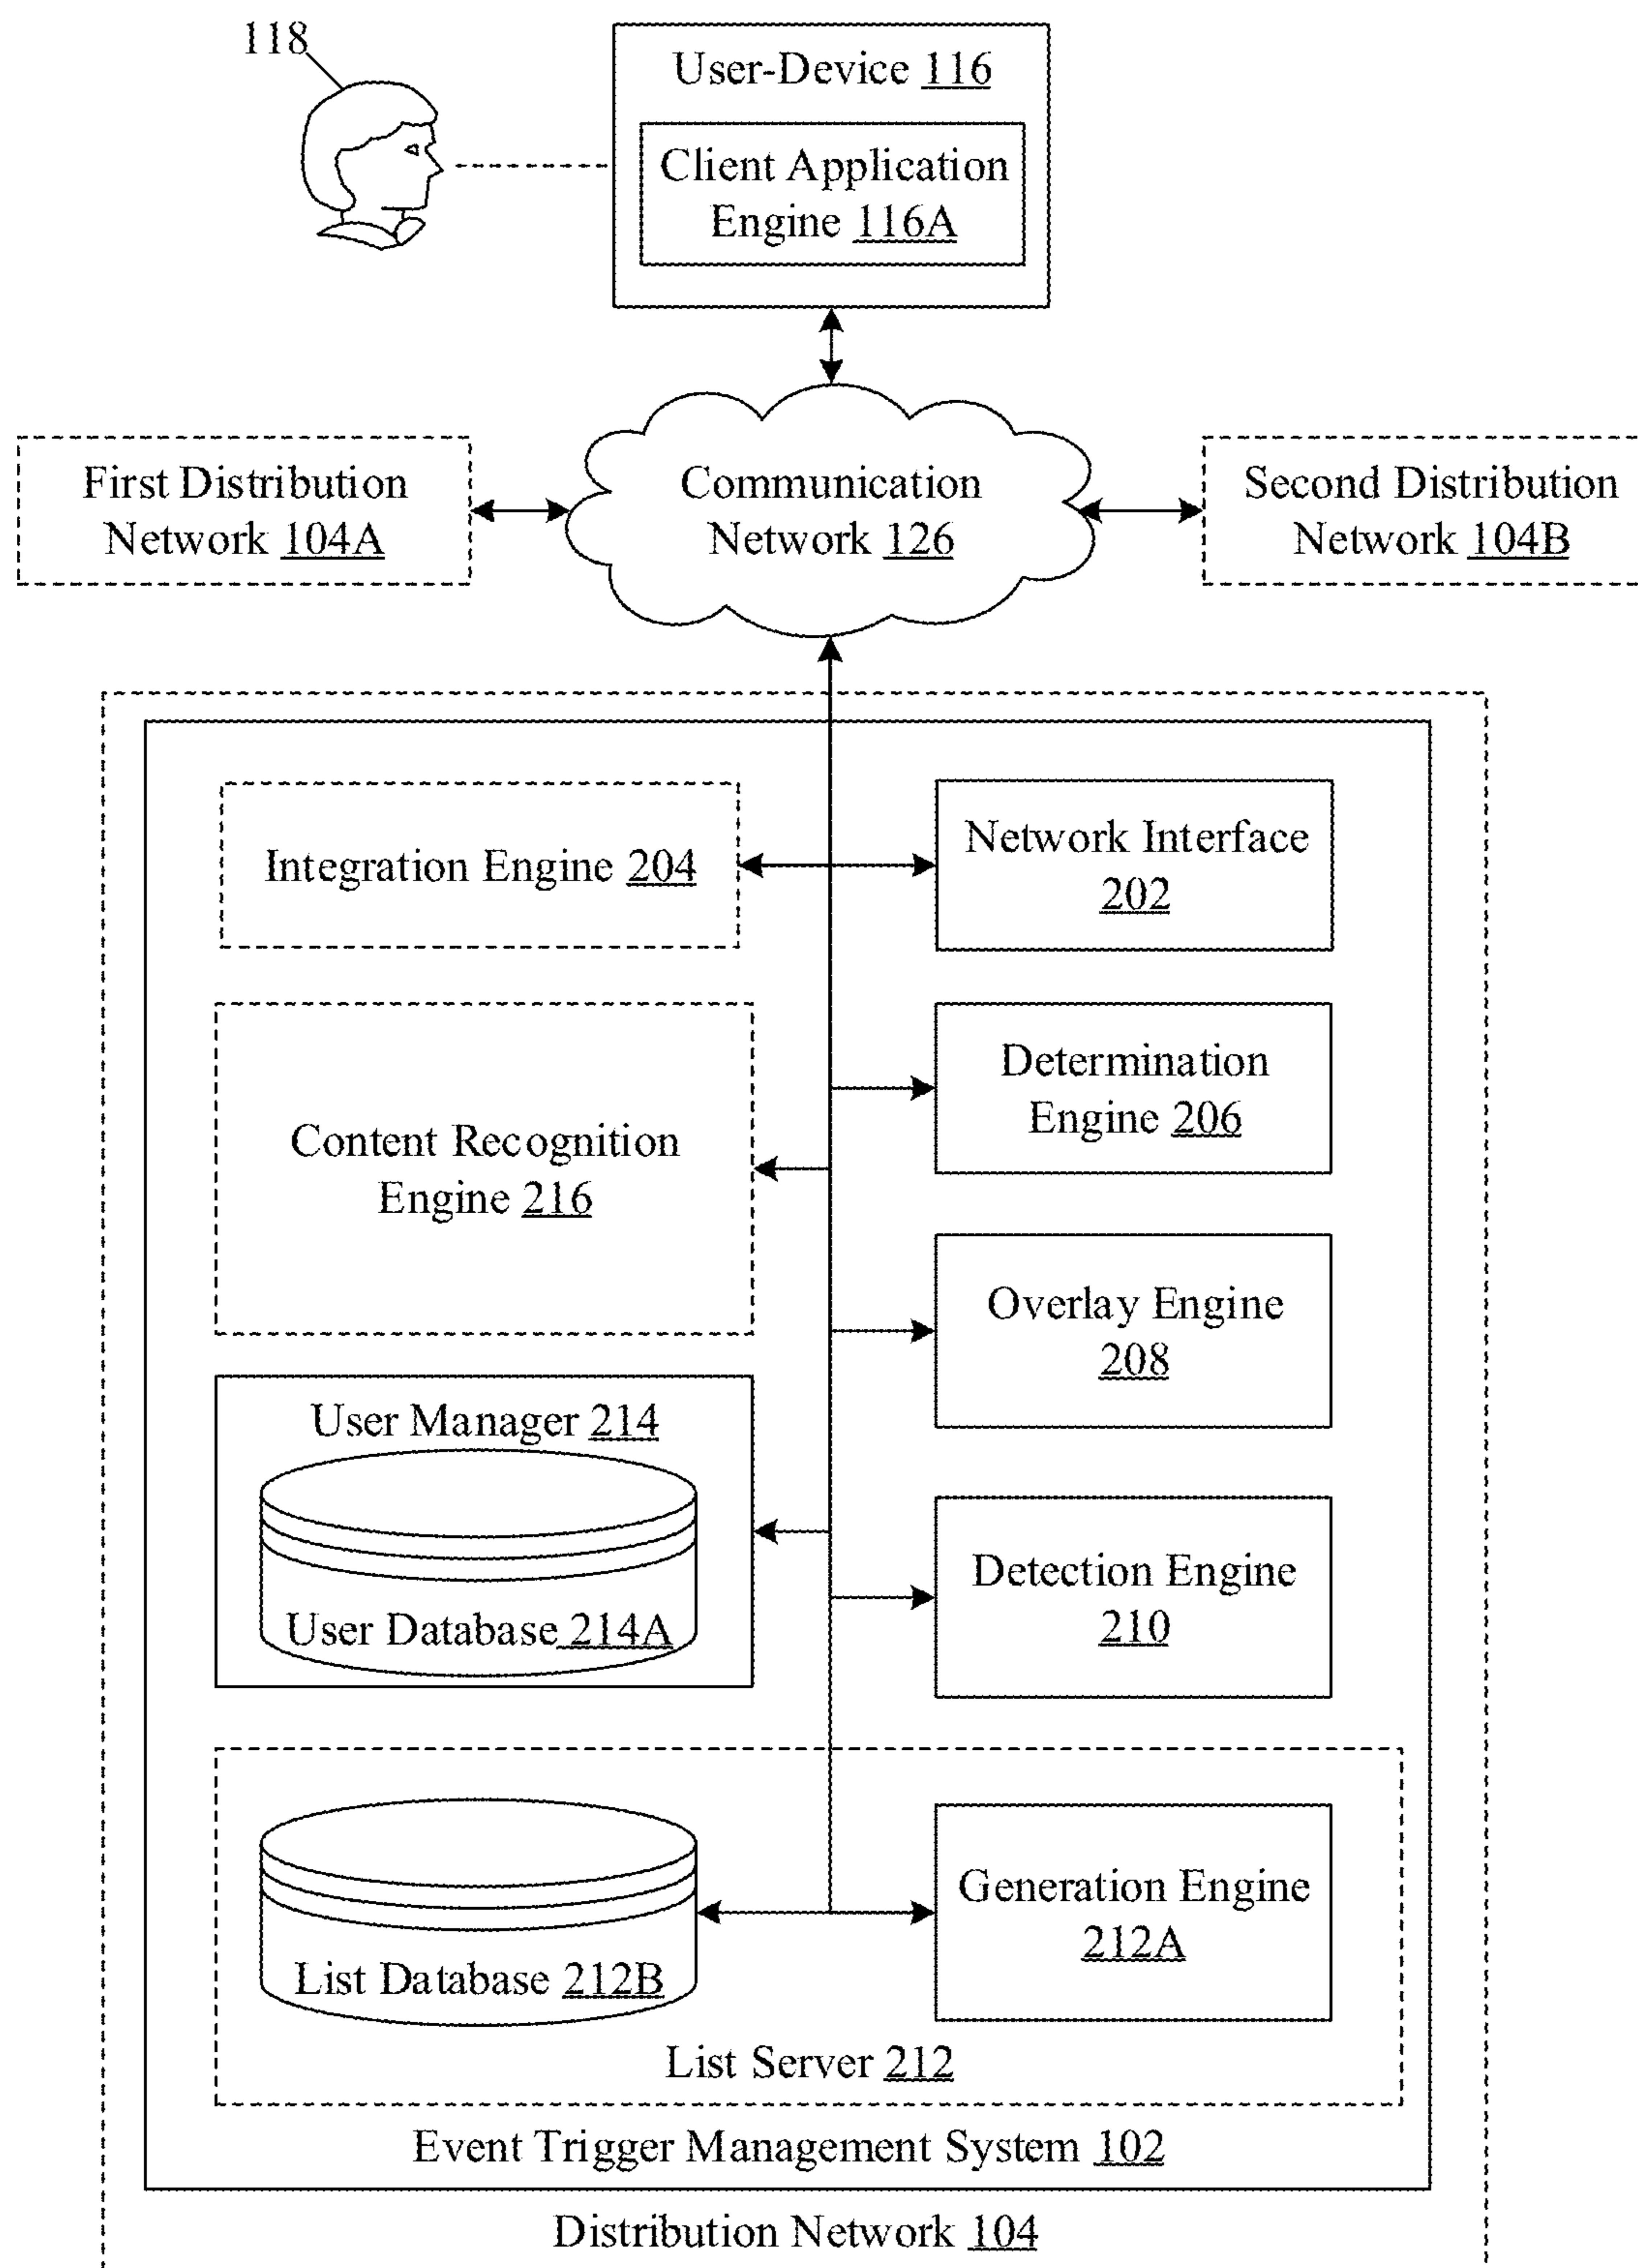 118
User-Device 116
Client Application
Engine 116A
First Distribution
Network 104A
Communication
Network 126
Second Distribution
Network 104B
Integration Engine 204
Network Interface
202
Determination
Engine 206
Content Recognition
Engine 216
Overlay Engine
208
User Manager 214
User Database 214A
Detection Engine
210
Generation Engine
212A
List Database 212B
List Server 212
Event Trigger Management System 102
Distribution Network 104